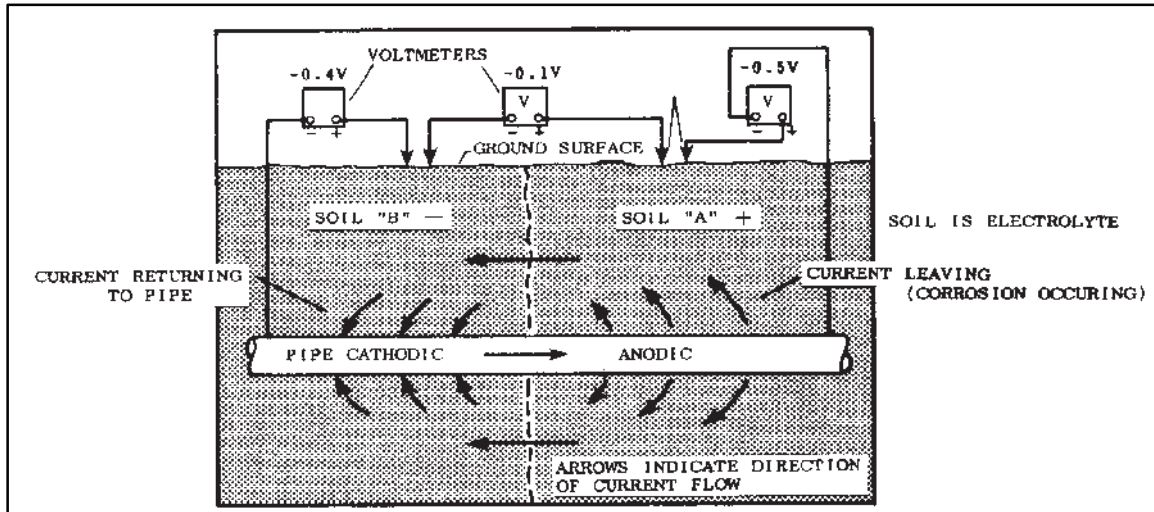 VOLTMETERS
-0.4V
-0.1V
-0.5V
V
V
- +
- +
- +
GROUND SURFACE
SOIL "B" -
SOIL "A" +
SOIL IS ELECTROLYTE
CURRENT RETURNING
TO PIPE
CURRENT LEAVING
(CORROSION OCCURING)
PIPE CATHODIC
ANODIC
ARROWS INDICATE DIRECTION
OF CURRENT FLOW